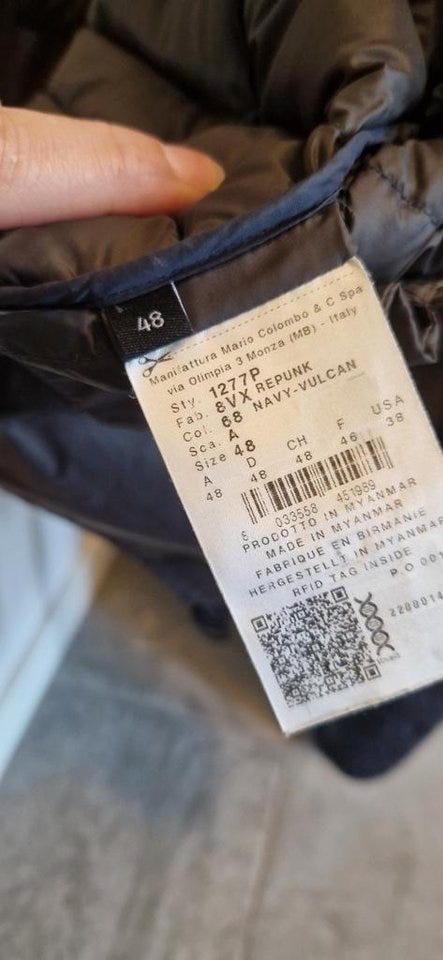 48
Manifattura Mario Colombo & C Spa
via Olimpia 3 Monza (MB) - Italy
Sty. 1277P
Fab. 8VX REPUNK
Col. 68 NAVY-VULCAN
Sca. A
Size 48
A D CH F USA
48 48 48 46 38
033558 451989
PRODOTTO IN MYANMAR
MADE IN MYANMAR
FABRIQUE EN BIRMANIE
HERGESTELLT IN MYANMAR
RFID TAG INSIDE
P.O 00
2200014